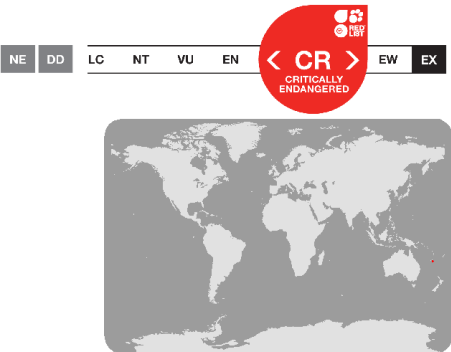 RED
LIST
NE DD LC NT VU EN < CR > EW EX
CRITICALLY
ENDANGERED